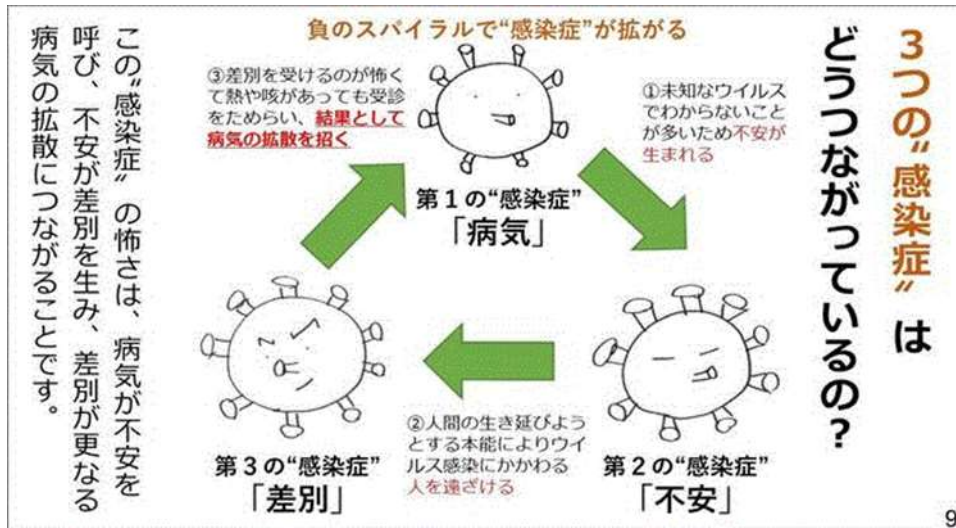 3つの“感染症” は
どうつながっているの？
負のスパイラルで“感染症”が拡がる
①未知なウイルス
でわからないこと
が多いため不安が
生まれる
第1の“感染症”
「病気」
②人間の生き延びよう
とする本能によりウイ
ルス感染にかかわる
人を遠ざける
第2の“感染症”
「不安」
③差別を受けるのが怖く
て熱や咳があっても受診
をためらい、結果として
病気の拡散を招く
第3の“感染症”
「差別」
この“感染症” の怖さは、病気が不安を
呼び、不安が差別を生み、差別が更なる
病気の拡散につながることです。
9